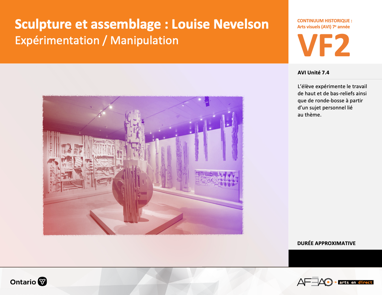 Sculpture et assemblage : Louise Nevelson
Expérimentation / Manipulation
CONTINUUM HISTORIQUE :
Arts visuels (AVI) 7e année
VF2
AVI Unité 7.4
L'élève expérimente le travail
de haut et de bas-reliefs ainsi
que de ronde-bosse à partir
d'un sujet personnel lié
au thème.
DURÉE APPROXIMATIVE
Ontario
AFÉAO
arts en direct